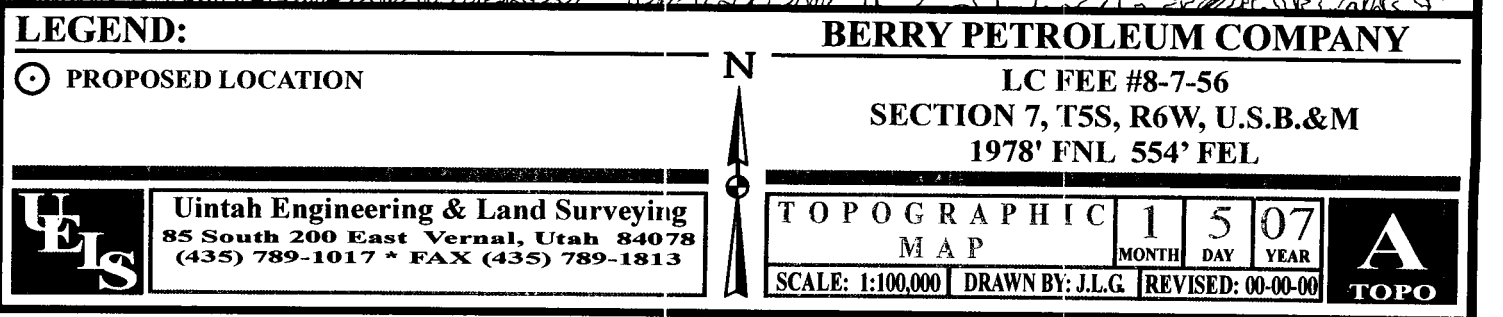 LEGEND:
PROPOSED LOCATION
N
BERRY PETROLEUM COMPANY
LC FEE #8-7-56
SECTION 7, T5S, R6W, U.S.B.&M
1978' FNL 554' FEL
UELS
Uintah Engineering & Land Surveying
85 South 200 East Vernal, Utah 84078
(435) 789-1017 * FAX (435) 789-1813
TOPOGRAPHIC
MAP
1 5 07
MONTH DAY YEAR
SCALE: 1:100,000 DRAWN BY: J.L.G. REVISED: 00-00-00
A
TOPO